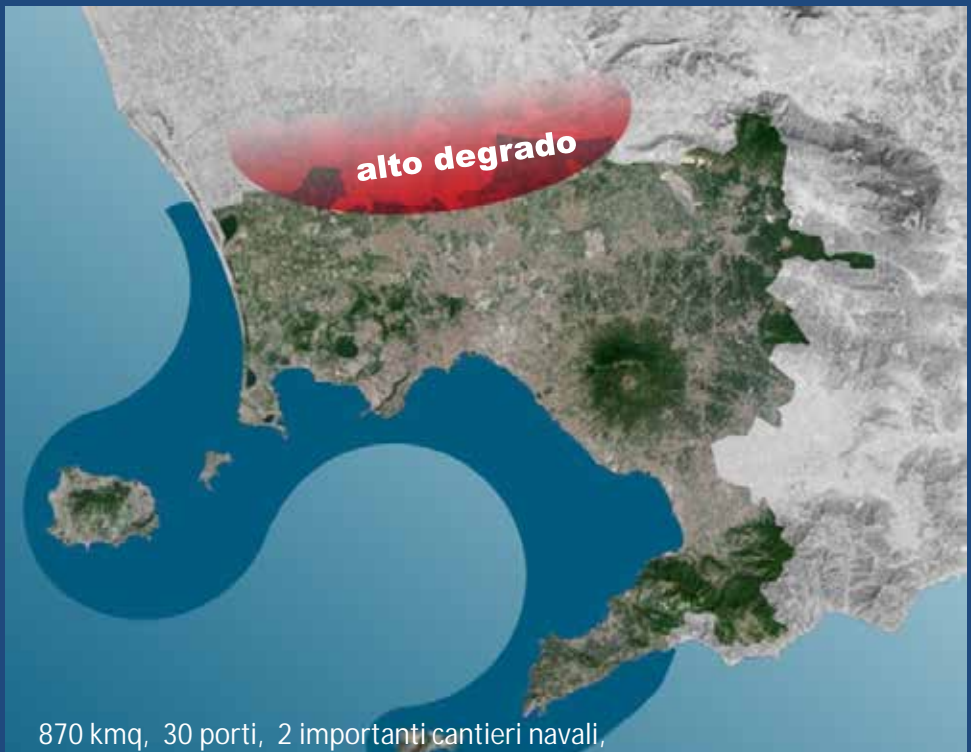 alto degrado
870 kmq, 30 porti, 2 importanti cantieri navali,